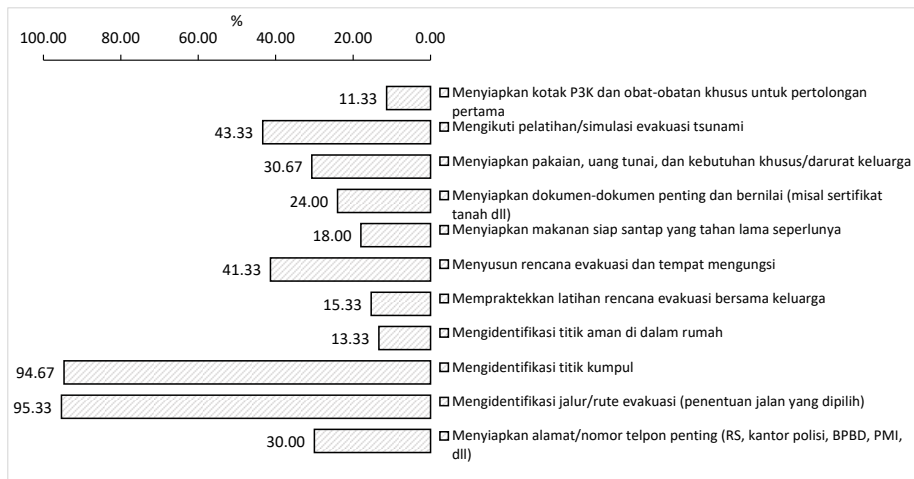 %
100.00 80.00 60.00 40.00 20.00 0.00
11.33 Menyiapkan kotak P3K dan obat-obatan khusus untuk pertolongan
pertama
43.33 Mengikuti pelatihan/simulasi evakuasi tsunami
30.67 Menyiapkan pakaian, uang tunai, dan kebutuhan khusus/darurat keluarga
24.00 Menyiapkan dokumen-dokumen penting dan bernilai (misal sertifikat
tanah dll)
18.00 Menyiapkan makanan siap santap yang tahan lama seperlunya
41.33 Menyusun rencana evakuasi dan tempat mengungsi
15.33 Mempraktekkan latihan rencana evakuasi bersama keluarga
13.33 Mengidentifikasi titik aman di dalam rumah
94.67 Mengidentifikasi titik kumpul
95.33 Mengidentifikasi jalur/rute evakuasi (penentuan jalan yang dipilih)
30.00 Menyiapkan alamat/nomor telpon penting (RS, kantor polisi, BPBD, PMI,
dll)